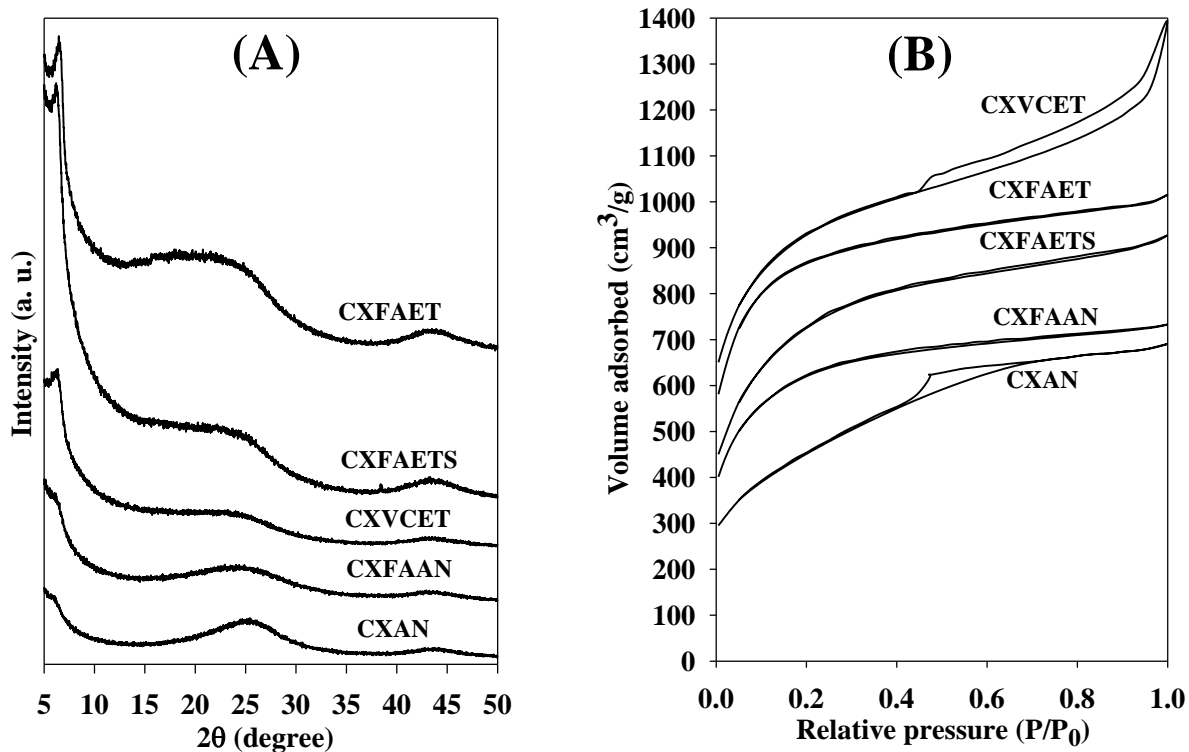 (A)
Intensity (a. u.)
CXFAET
CXFAETS
CXVCET
CXFAAN
CXAN
5 10 15 20 25 30 35 40 45 50
2θ (degree)
(B)
Volume adsorbed (cm³/g)
1400
1300
1200
1100
1000
900
800
700
600
500
400
300
200
100
0
CXVCET
CXFAET
CXFAETS
CXFAAN
CXAN
0.0 0.2 0.4 0.6 0.8 1.0
Relative pressure (P/P₀)